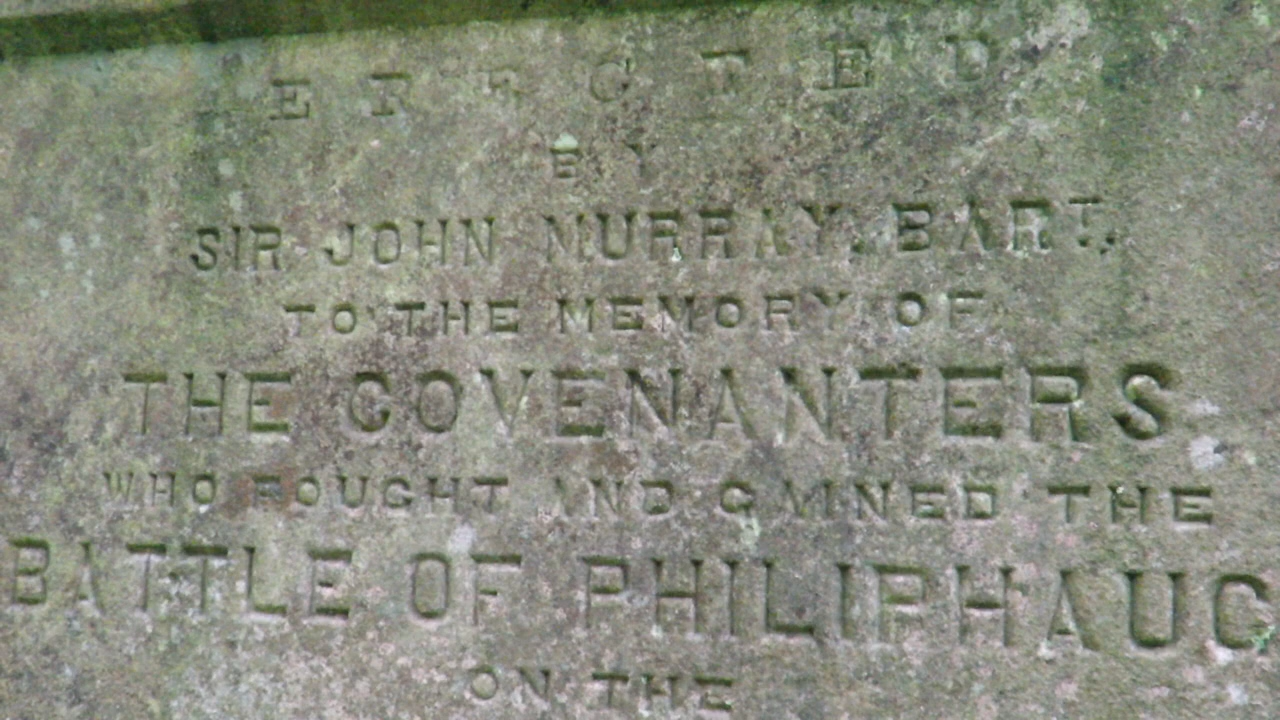 ERECTED
BY
SIR JOHN MURRAY, BART.
TO THE MEMORY OF
THE COVENANTERS
WHO FOUGHT AND GAINED THE
BATTLE OF PHILIPHAUG
ON THE